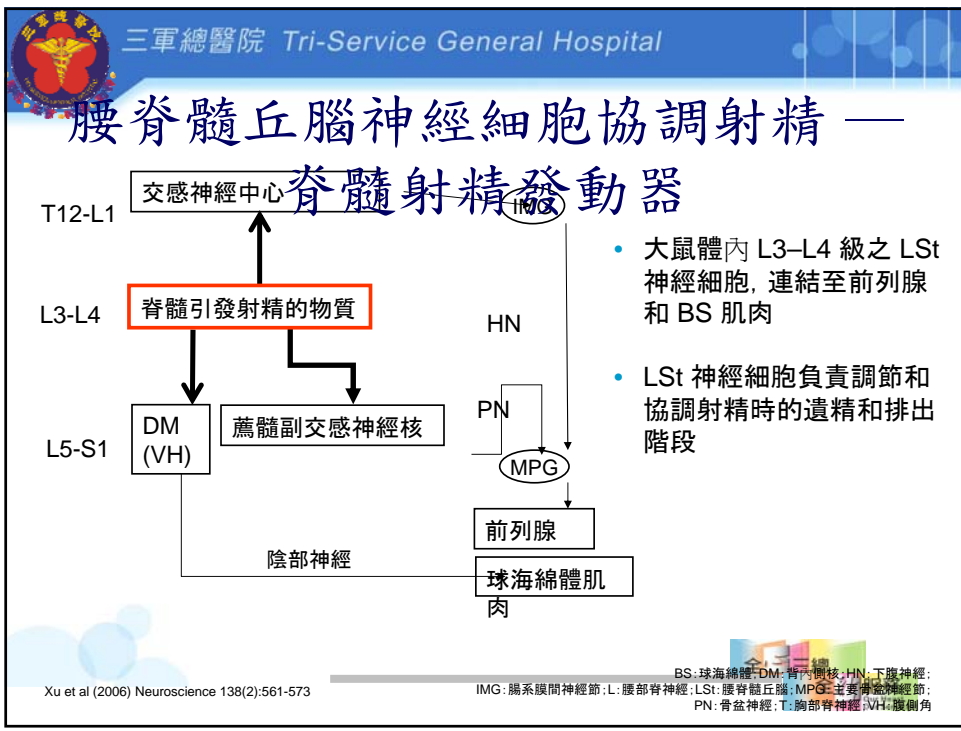 三軍總醫院 Tri-Service General Hospital
腰脊髓丘腦神經細胞協調射精 —
脊髓射精發動器
交感神經中心
IMG
T12-L1
脊髓引發射精的物質
L3-L4
HN
PN
DM
(VH)
薦髓副交感神經核
L5-S1
MPG
前列腺
陰部神經
球海綿體肌
肉
• 大鼠體內 L3–L4 級之 LSt
神經細胞, 連結至前列腺
和 BS 肌肉
• LSt 神經細胞負責調節和
協調射精時的遺精和排出
階段
Xu et al (2006) Neuroscience 138(2):561-573
BS:球海綿體;DM:背內側核;HN:下腹神經;
IMG:腸系膜間神經節;L:腰部脊神經;LSt:腰脊髓丘腦;MPG:主要骨盆神經節;
PN:骨盆神經;T:胸部脊神經;VH:腹側角